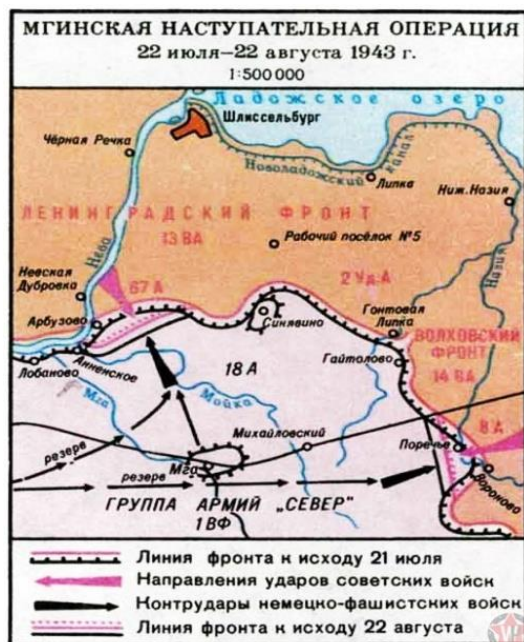 МГИНСКАЯ НАСТУПАТЕЛЬНАЯ ОПЕРАЦИЯ
22 июля–22 августа 1943 г.
1:500 000
Ладожское озеро
Шлиссельбург
Чёрная Речка
Новоладожский канал
Липка
Ниж. Назия
ЛЕНИНГРАДСКИЙ ФРОНТ
13 ВА
Рабочий посёлок №5
Нева
Назия
Невская Дубровка
67 А
2 Уд. А
Арбузово
Синявино
Гонтовая Липка
ВОЛХОВСКИЙ ФРОНТ
14 ВА
Анненское
Лобаново
18 А
Гайтолово
Мга
Мойка
8 А
Михайловский
Поречье
резерв
Мга
резерв
Вороново
ГРУППА АРМИЙ „СЕВЕР"
1 ВФ
Линия фронта к исходу 21 июля
Направления ударов советских войск
Контрудары немецко-фашистских войск
Линия фронта к исходу 22 августа